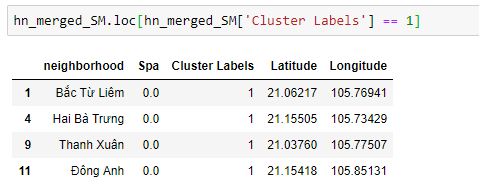 hn_merged_SM.loc[hn_merged_SM['Cluster Labels'] == 1]
neighborhood Spa Cluster Labels Latitude Longitude
1 Bắc Từ Liêm 0.0 1 21.06217 105.76941
4 Hai Bà Trưng 0.0 1 21.15505 105.73429
9 Thanh Xuân 0.0 1 21.03760 105.77507
11 Đông Anh 0.0 1 21.15418 105.85131